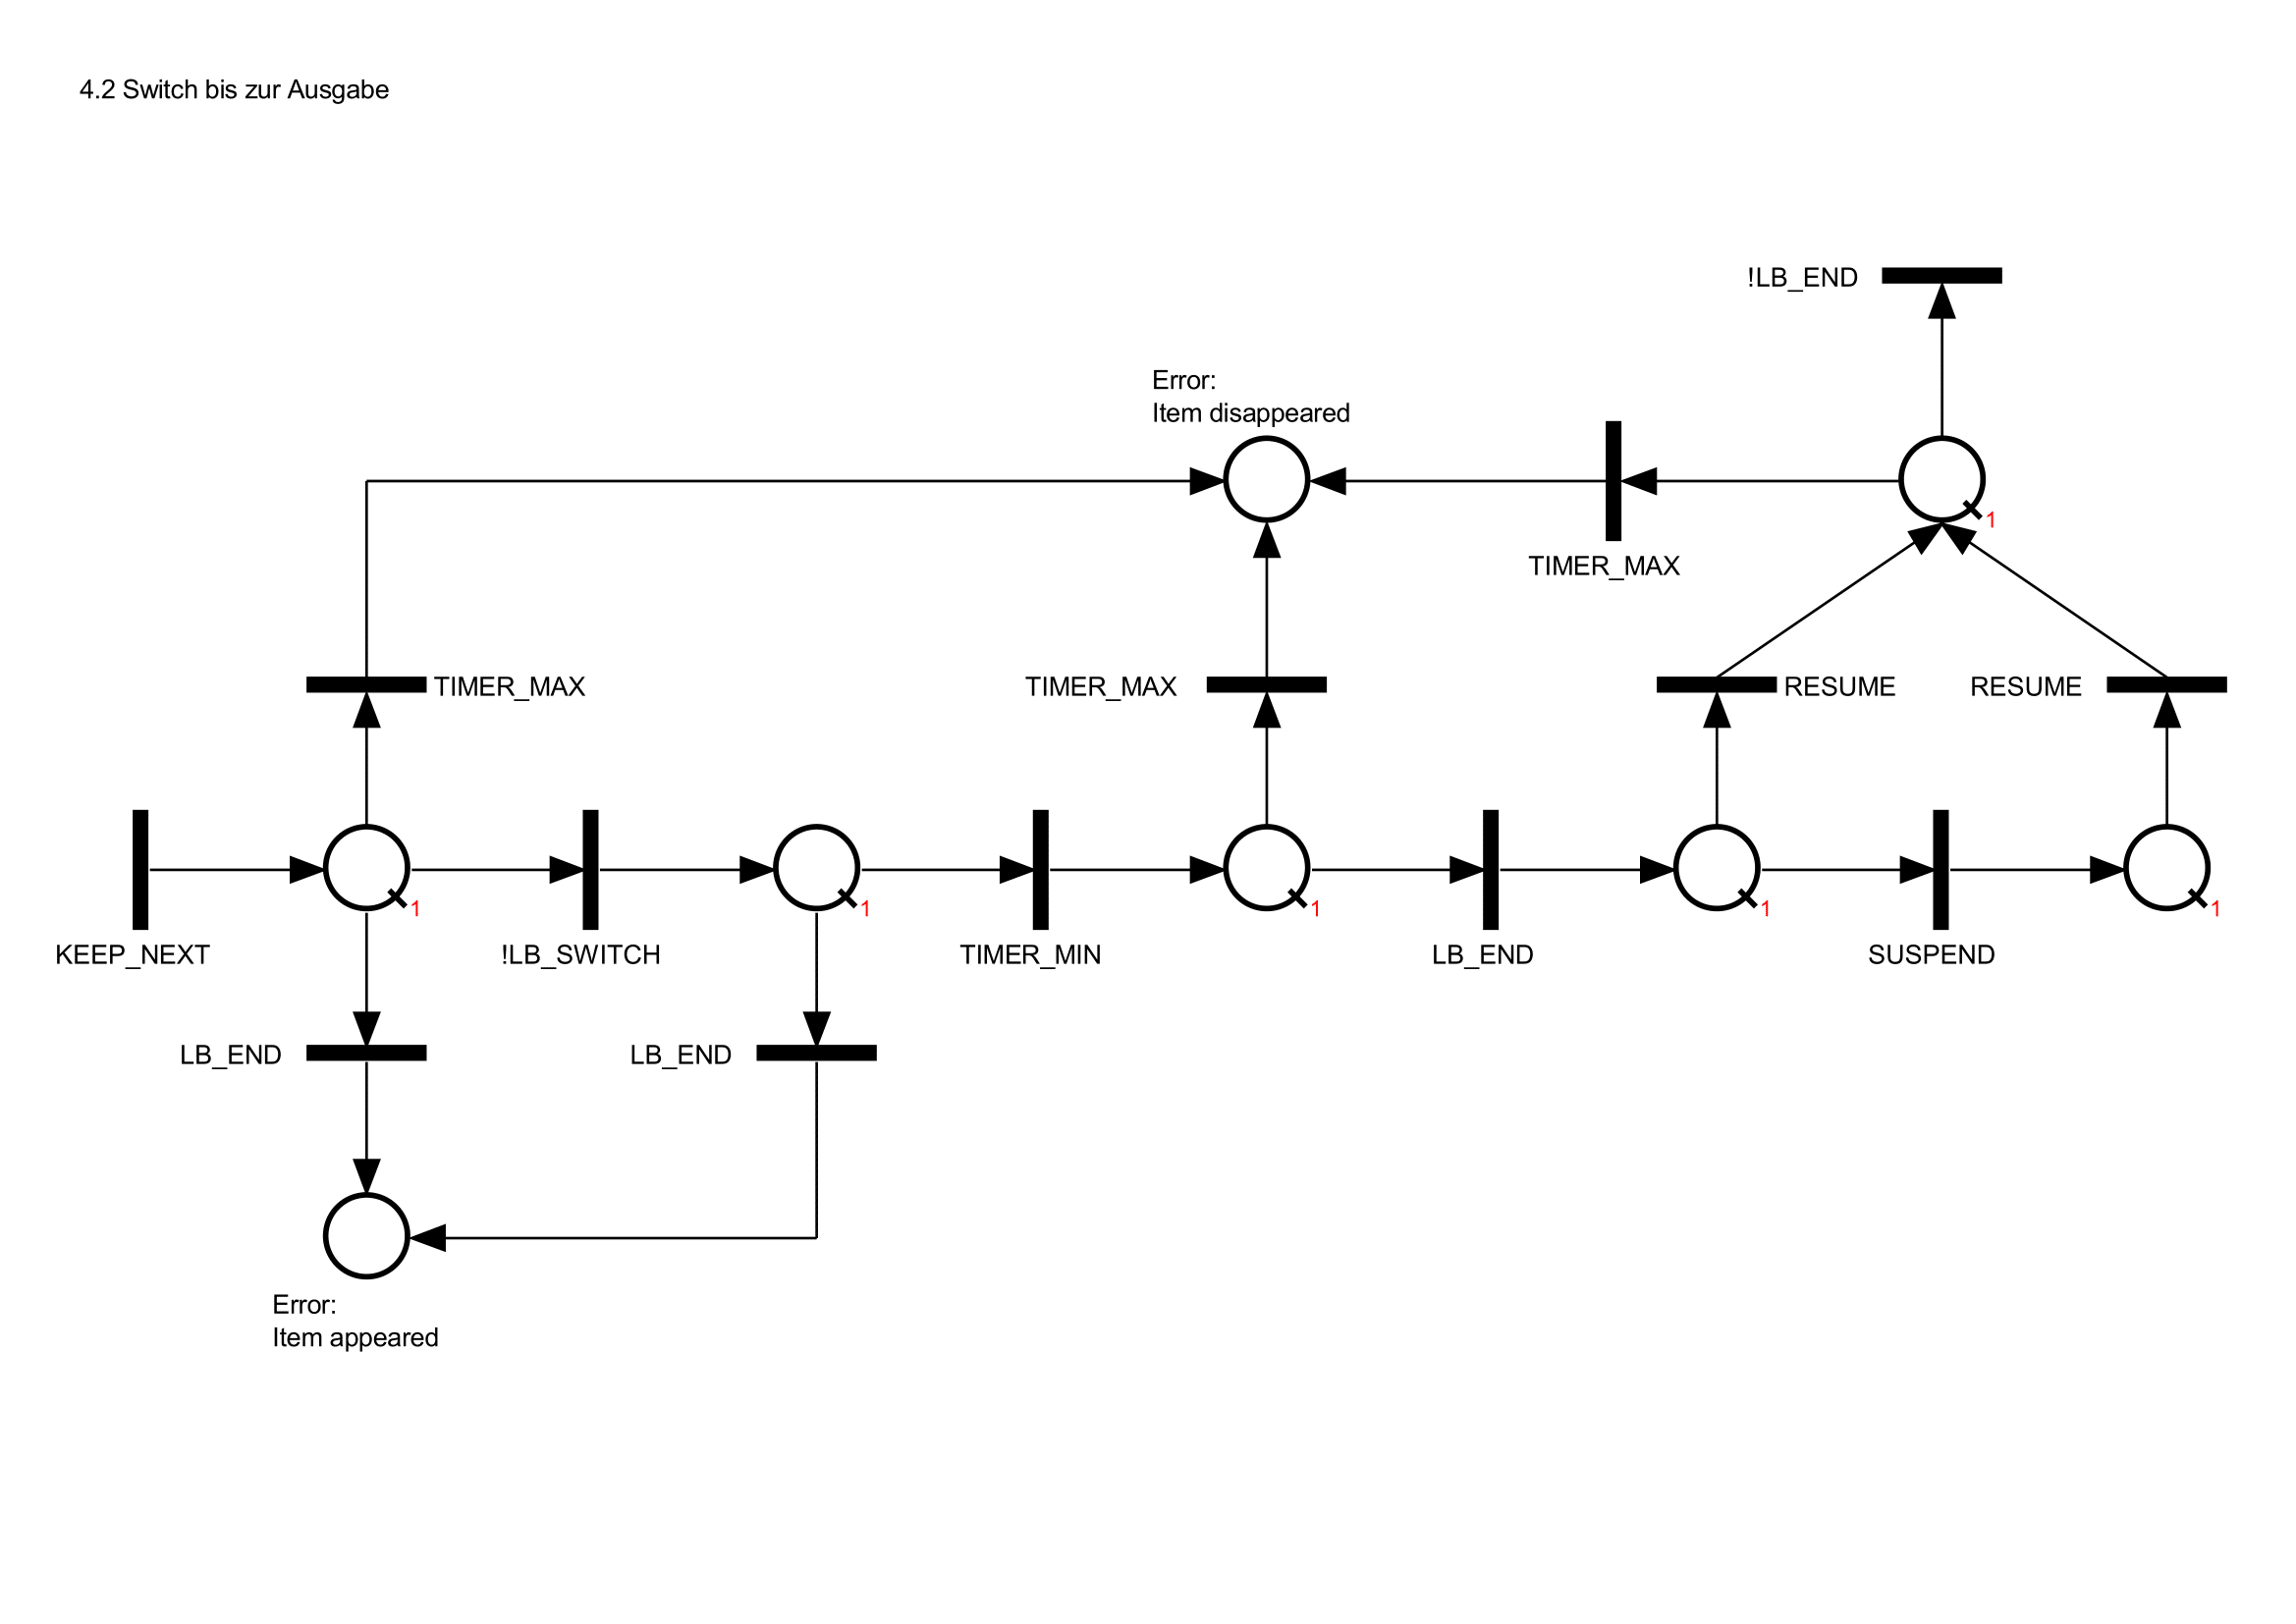 4.2 Switch bis zur Ausgabe
!LB_END
Error:
Item disappeared
1
TIMER_MAX
TIMER_MAX
TIMER_MAX
RESUME
RESUME
1
1
1
1
1
KEEP_NEXT
!LB_SWITCH
TIMER_MIN
LB_END
SUSPEND
LB_END
LB_END
Error:
Item appeared